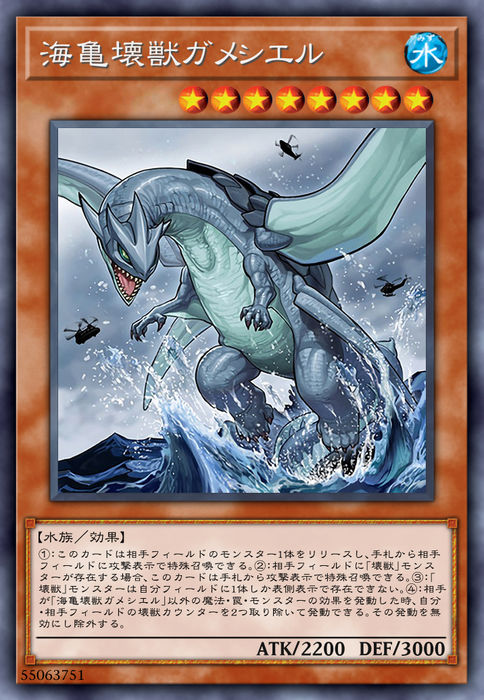 海亀壊獣ガメシエル
みず
水
【水族/効果】
①:このカードは相手フィールドのモンスター1体をリリースし、手札から相手
フィールドに攻撃表示で特殊召喚できる。②:相手フィールドに「壊獣」モンス
ターが存在する場合、このカードは手札から攻撃表示で特殊召喚できる。③:「
壊獣」モンスターは自分フィールドに1体しか表側表示で存在できない。④:相手
が「海亀壊獣ガメシエル」以外の魔法・罠・モンスターの効果を発動した時、自分
・相手フィールドの壊獣カウンターを2つ取り除いて発動できる。その発動を無
効にし除外する。
ATK/2200 DEF/3000
55063751